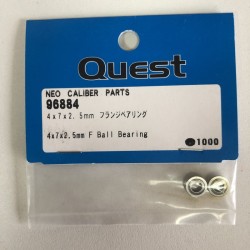 Quest
NEO CALIBER PARTS
96884
4x7x2.5mm フランジベアリング
4x7x2.5mm F Ball Bearing
1000